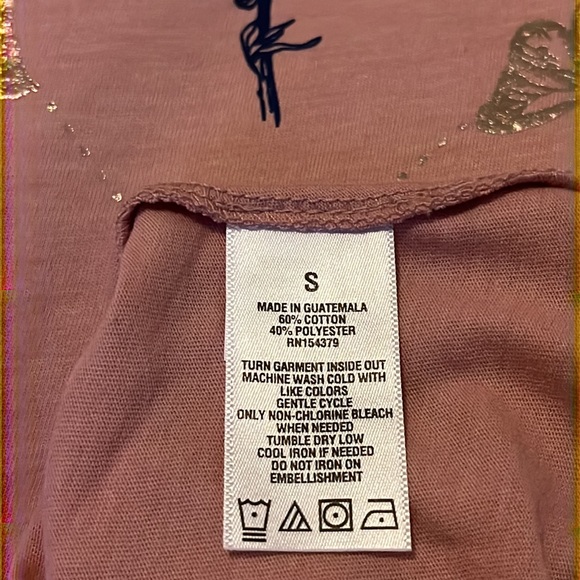 S
MADE IN GUATEMALA
60% COTTON
40% POLYESTER
RN154379
TURN GARMENT INSIDE OUT
MACHINE WASH COLD WITH
LIKE COLORS
GENTLE CYCLE
ONLY NON-CHLORINE BLEACH
WHEN NEEDED
TUMBLE DRY LOW
COOL IRON IF NEEDED
DO NOT IRON ON
EMBELLISHMENT